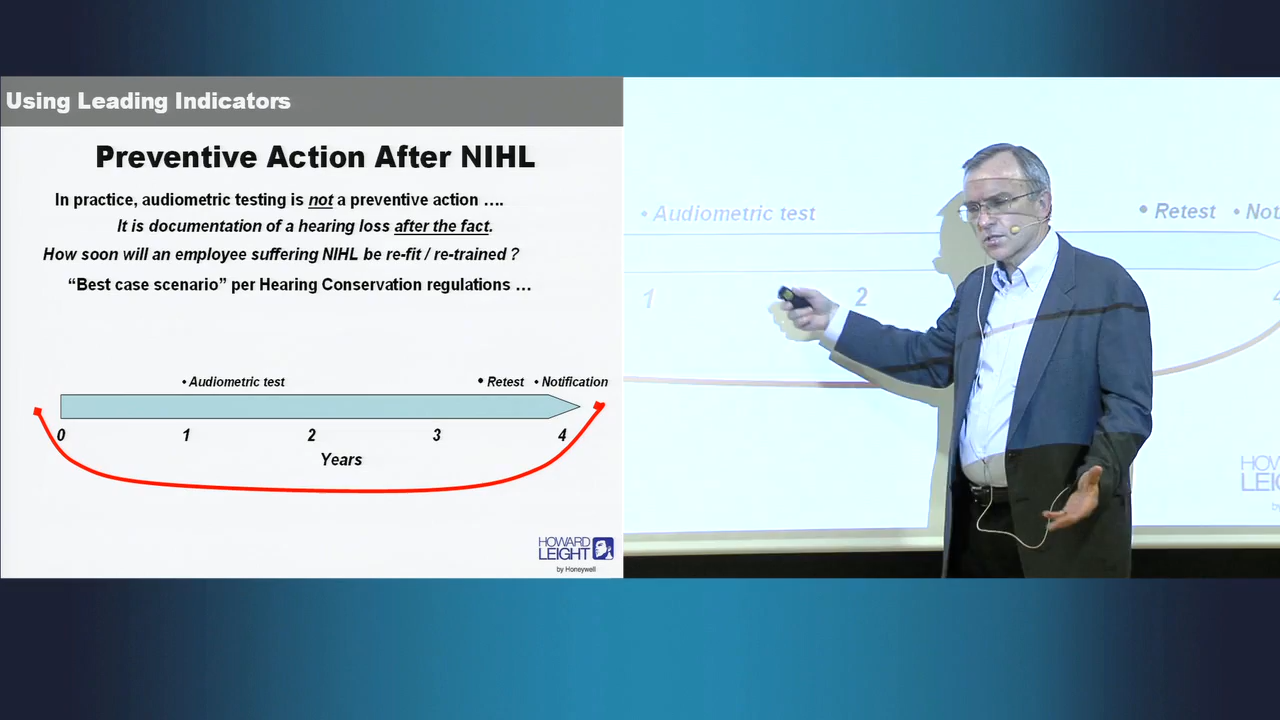 Using Leading Indicators
Preventive Action After NIHL
In practice, audiometric testing is not a preventive action ….
It is documentation of a hearing loss after the fact.
How soon will an employee suffering NIHL be re-fit / re-trained ?
“Best case scenario” per Hearing Conservation regulations …
• Audiometric test
• Retest • Notification
0 1 2 3 4
Years
HOWARD
LEIGHT
by Honeywell
• Audiometric test
• Retest • Noti
1 2
HOW
LEIG